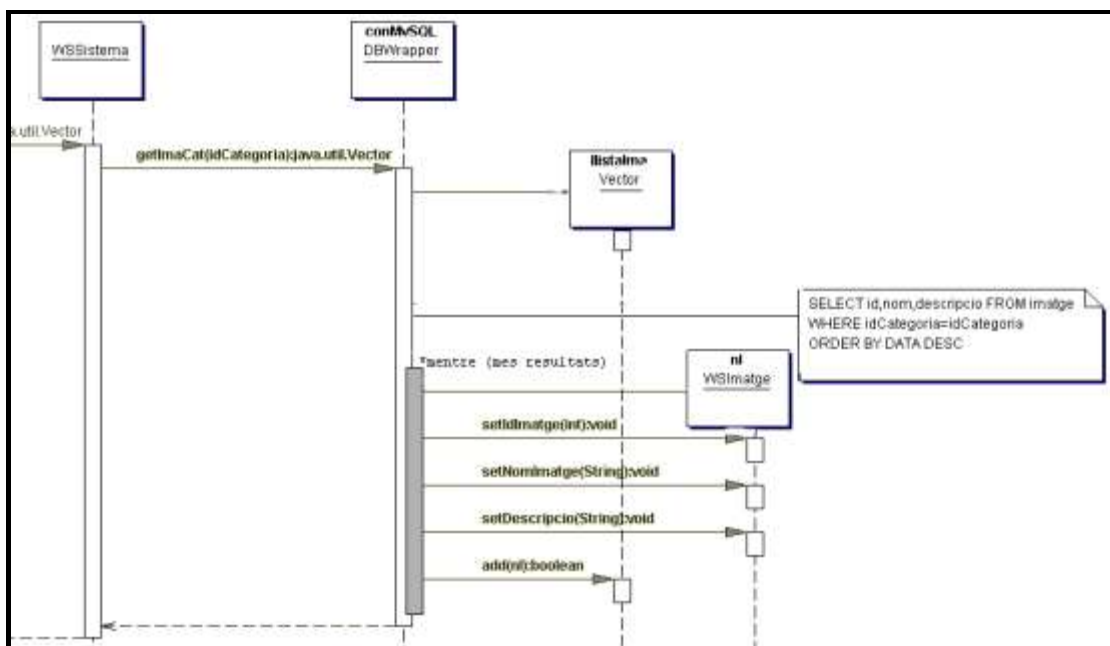 WSSistema
conMySQL
DBWrapper
.util.Vector
getImaCat(idCategoria):java.util.Vector
llistaIma
Vector
SELECT id,nom,descripcio FROM imatge
WHERE idCategoria=idCategoria
ORDER BY DATA DESC
*mentre (mes resultats)
nI
WSImatge
setIdImatge(int):void
setNomImatge(String):void
setDescripcio(String):void
add(nI):boolean